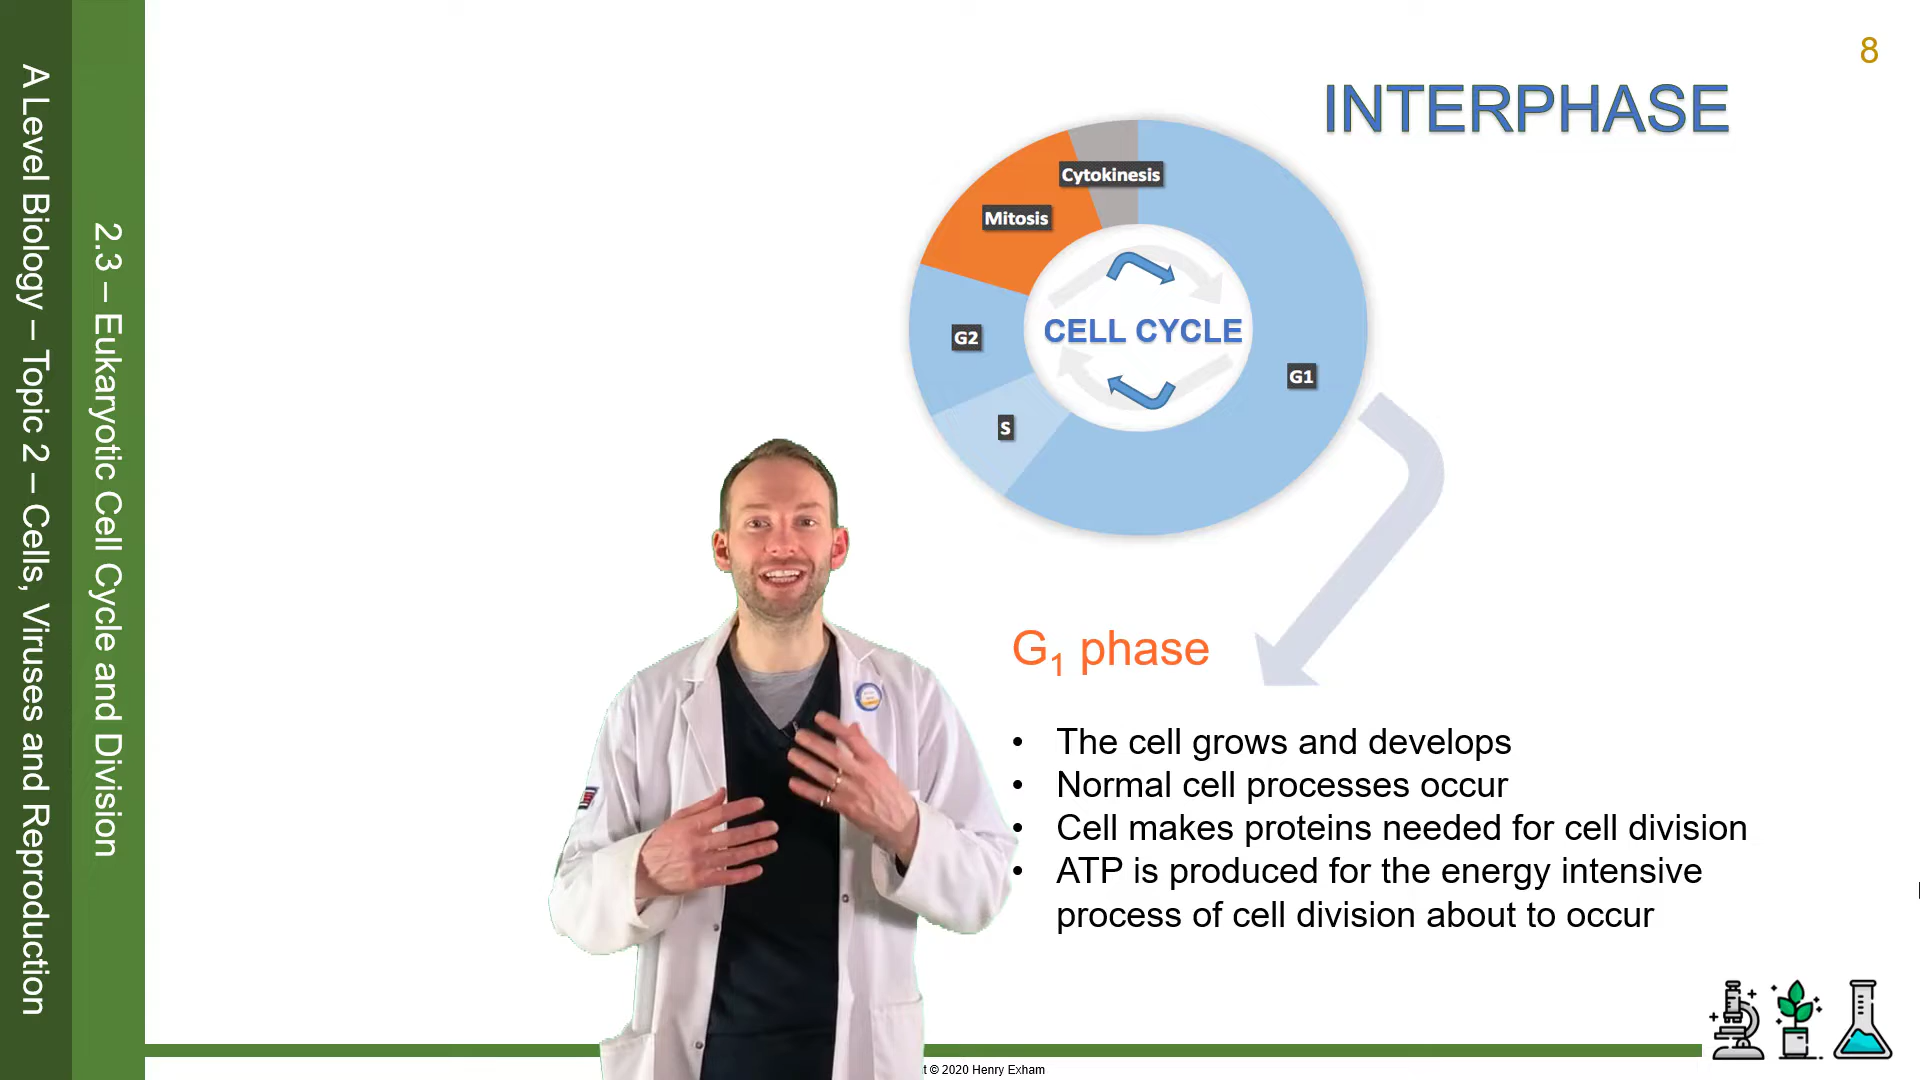 A Level Biology – Topic 2 – Cells, Viruses and Reproduction
2.3 – Eukaryotic Cell Cycle and Division
8
INTERPHASE
Cytokinesis
Mitosis
CELL CYCLE
G2
G1
S
G1 phase
• The cell grows and develops
• Normal cell processes occur
• Cell makes proteins needed for cell division
• ATP is produced for the energy intensive
process of cell division about to occur
© 2020 Henry Exham